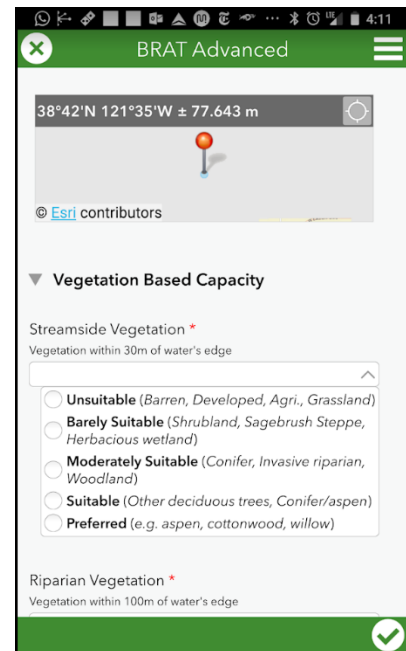 4:11
BRAT Advanced
38°42'N 121°35'W ± 77.643 m
© Esri contributors
Vegetation Based Capacity
Streamside Vegetation *
Vegetation within 30m of water's edge
Unsuitable (Barren, Developed, Agri., Grassland)
Barely Suitable (Shrubland, Sagebrush Steppe,
Herbacious wetland)
Moderately Suitable (Conifer, Invasive riparian,
Woodland)
Suitable (Other deciduous trees, Conifer/aspen)
Preferred (e.g. aspen, cottonwood, willow)
Riparian Vegetation *
Vegetation within 100m of water's edge